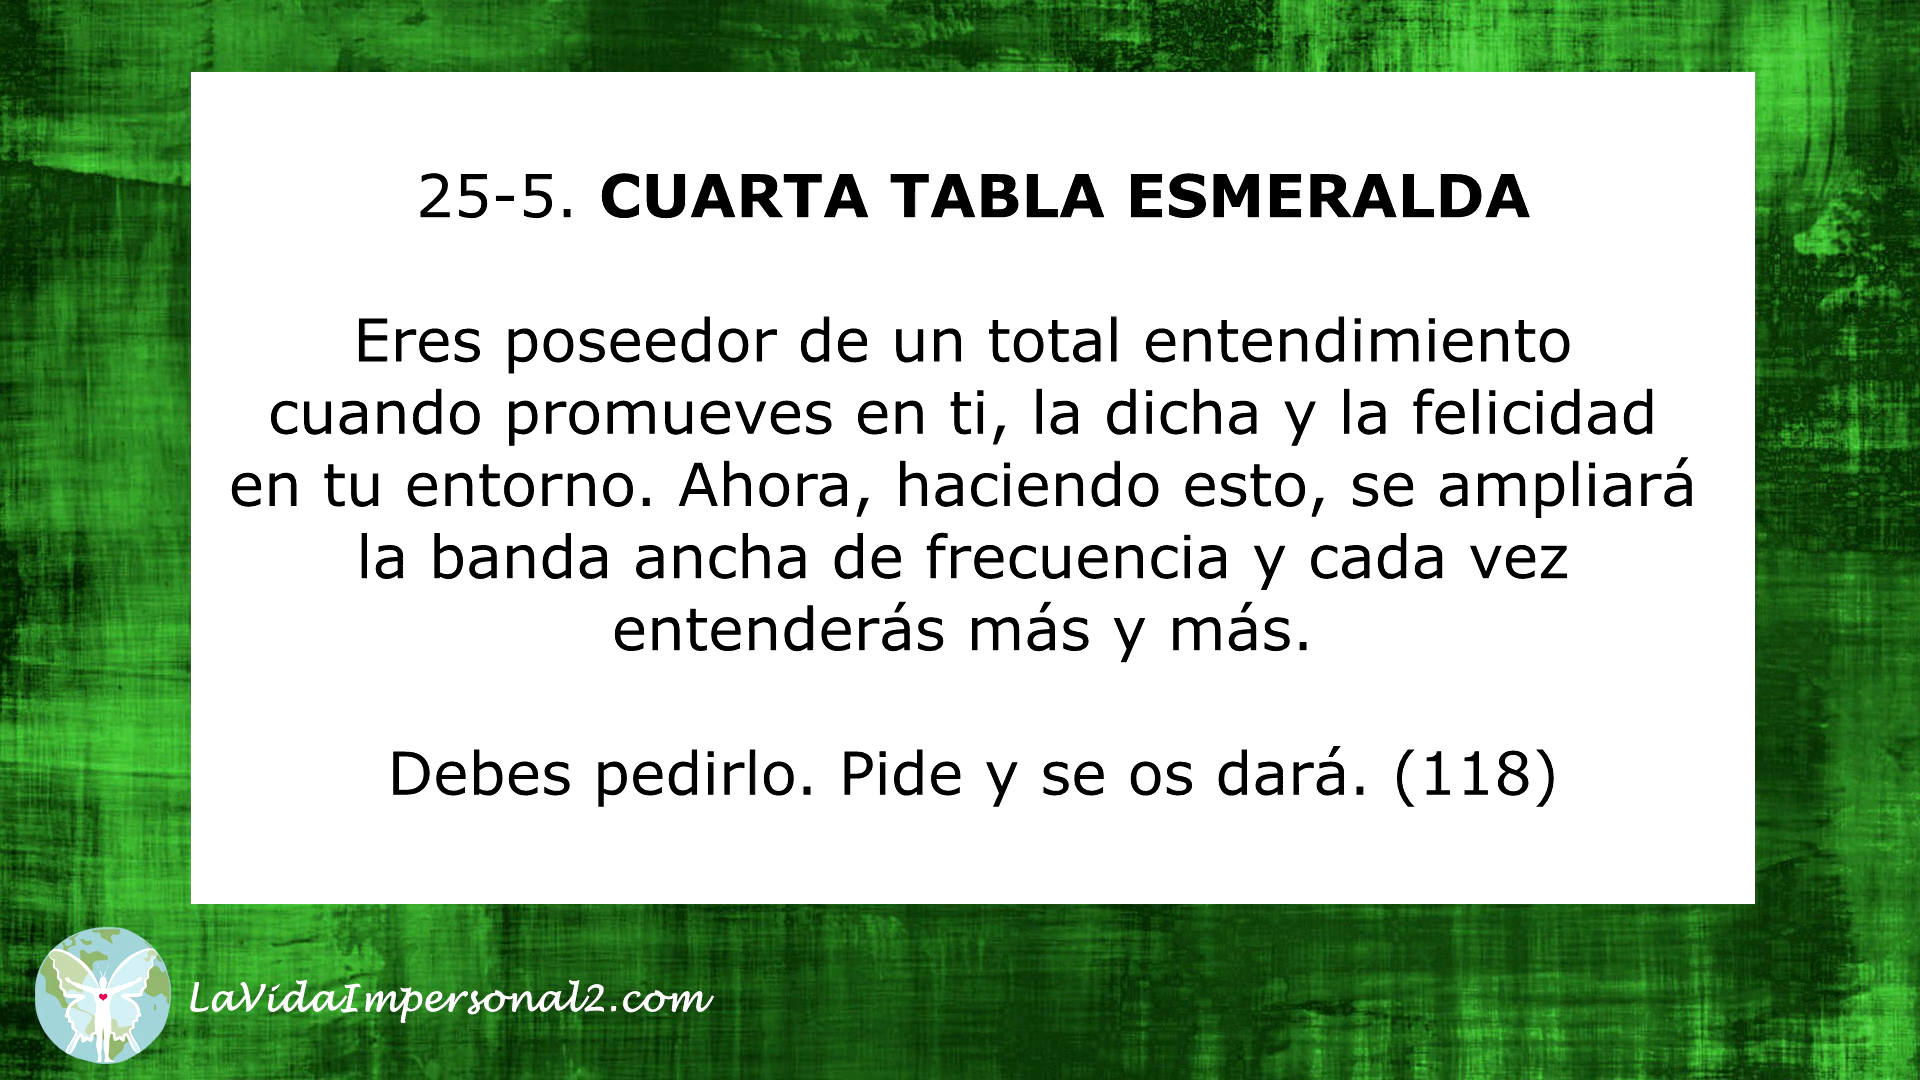 25-5. CUARTA TABLA ESMERALDA
Eres poseedor de un total entendimiento
cuando promueves en ti, la dicha y la felicidad
en tu entorno. Ahora, haciendo esto, se ampliará
la banda ancha de frecuencia y cada vez
entenderás más y más.
Debes pedirlo. Pide y se os dará. (118)
LaVidaImpersonal2.com